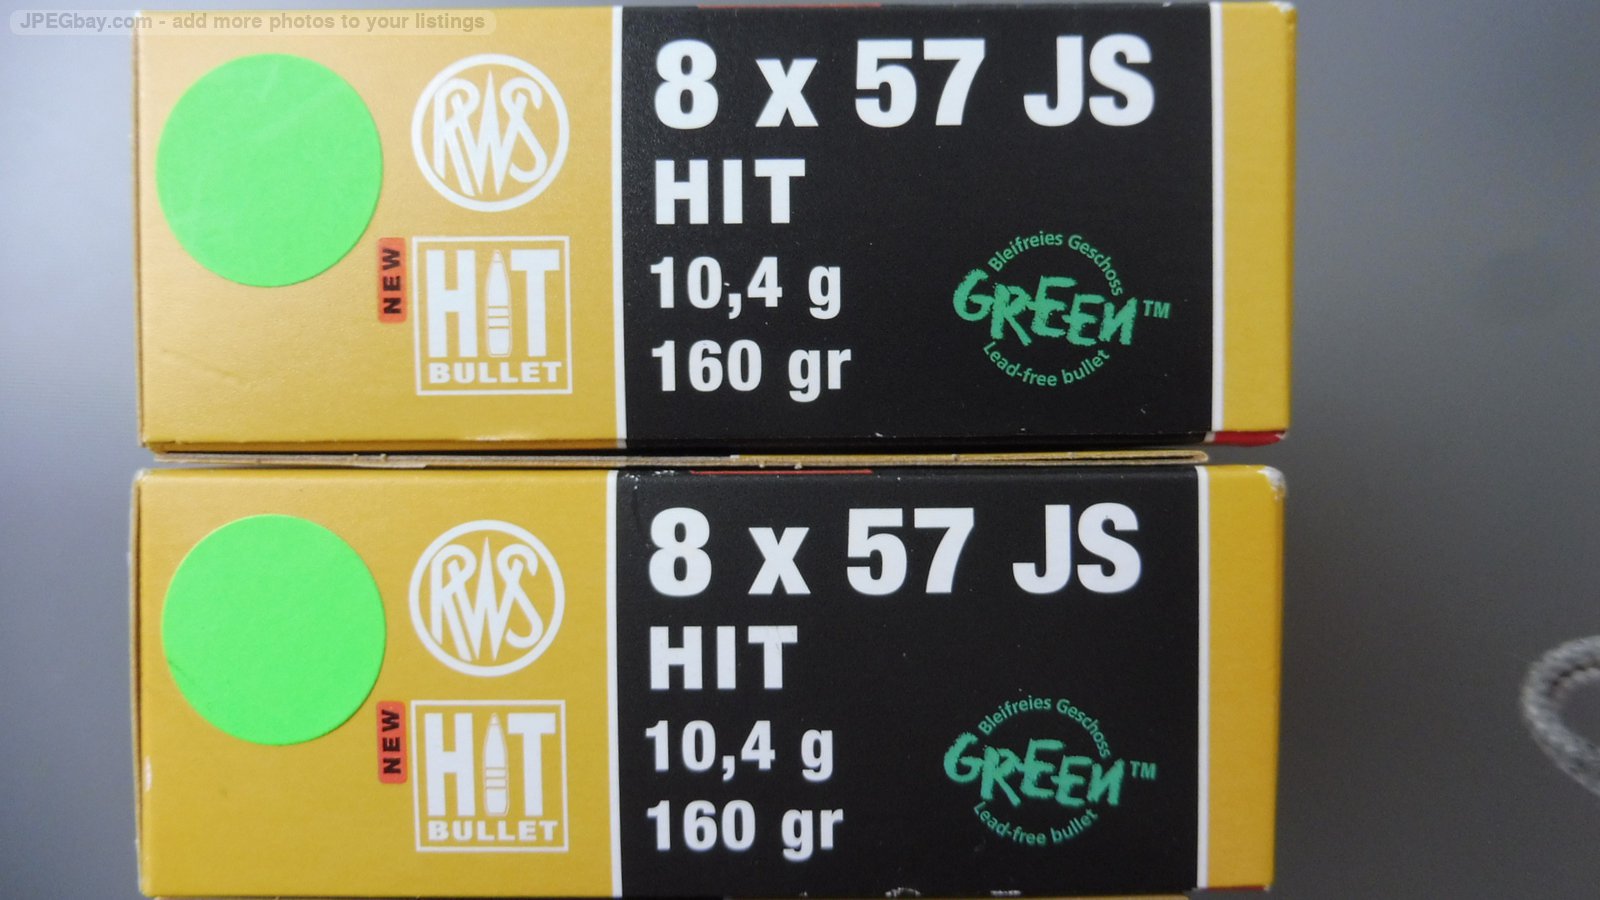 JPEGbay.com - add more photos to your listings
RWS
NEW
HIT
BULLET
8 x 57 JS
HIT
10,4 g
160 gr
Bleifreies Geschoss
GREEN™
Lead-free bullet
RWS
NEW
HIT
BULLET
8 x 57 JS
HIT
10,4 g
160 gr
Bleifreies Geschoss
GREEN™
Lead-free bullet